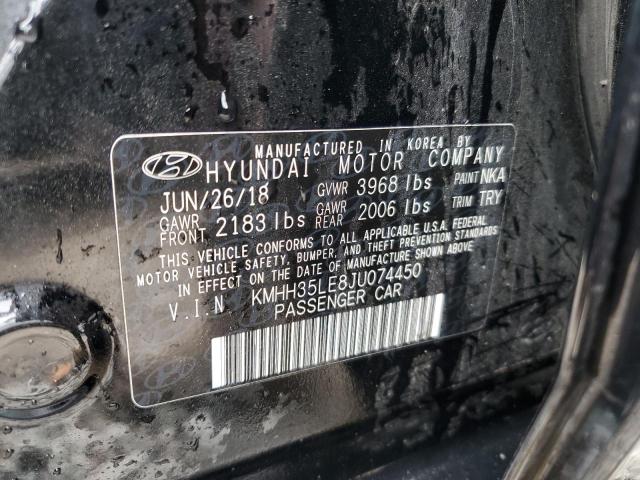 MANUFACTURED IN KOREA BY
HYUNDAI MOTOR COMPANY
JUN/26/18 GVWR 3968 lbs PAINT NKA
GAWR FRONT 2183 lbs GAWR REAR 2006 lbs TRIM TRY
THIS VEHICLE CONFORMS TO ALL APPLICABLE U.S.A. FEDERAL
MOTOR VEHICLE SAFETY, BUMPER, AND THEFT PREVENTION STANDARDS
IN EFFECT ON THE DATE OF MANUFACTURE SHOWN ABOVE
V.I.N KMHH35LE8JU074450
PASSENGER CAR